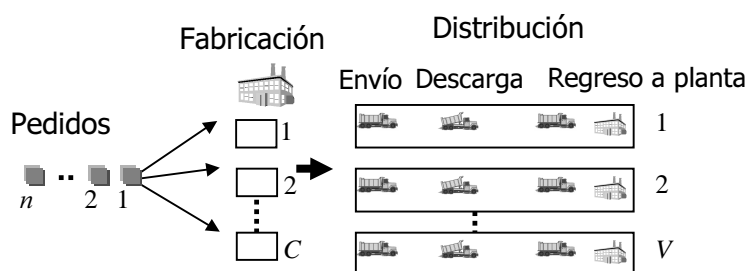 Fabricación
Distribución
Envío Descarga Regreso a planta
Pedidos
n .. 2 1
1
2
C
1
2
V